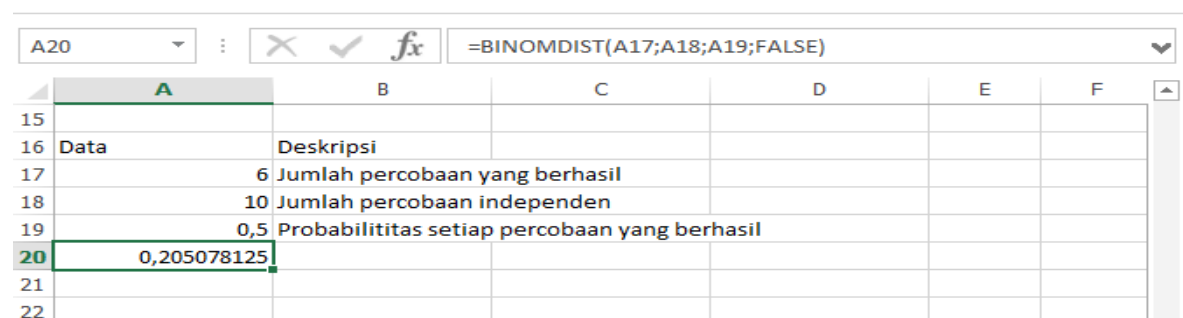 A20 fx =BINOMDIST(A17;A18;A19;FALSE)
A B C D E F
15
16 Data Deskripsi
17 6 Jumlah percobaan yang berhasil
18 10 Jumlah percobaan independen
19 0,5 Probabilititas setiap percobaan yang berhasil
20 0,205078125
21
22